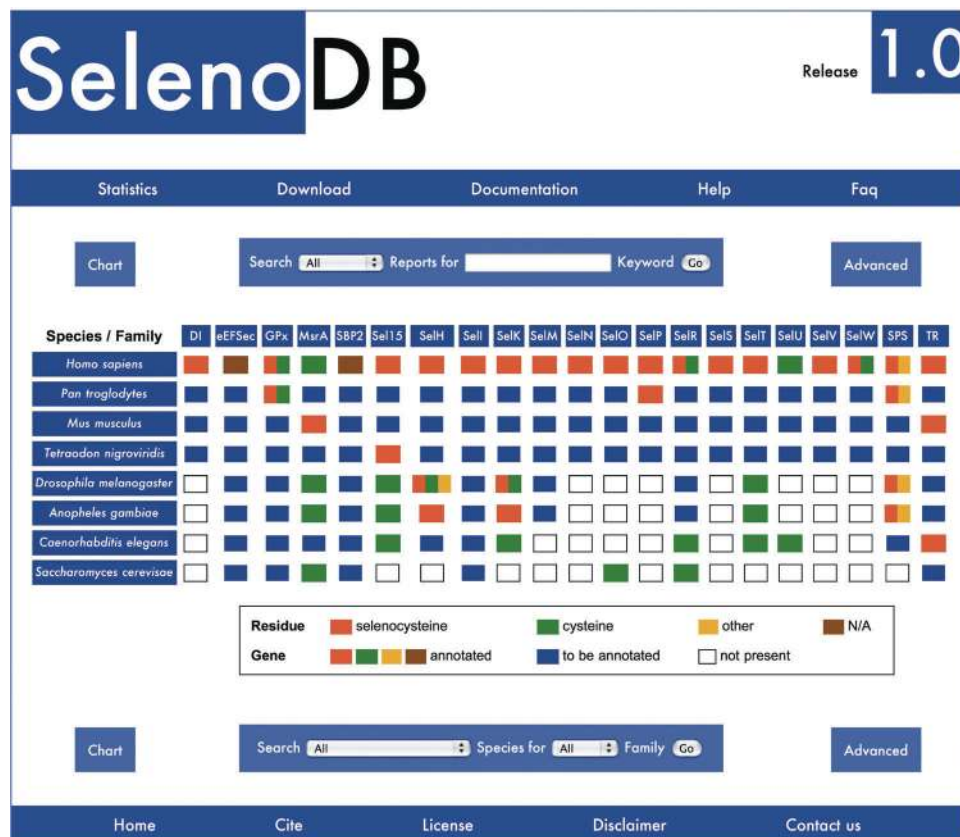 SelenoDB
Release 1.0
Statistics Download Documentation Help Faq
Chart Search All Reports for Keyword Go Advanced
Species / Family DI eEFSec GPx MsrA SBP2 Sel15 SelH SelI SelK SelM SelN SelO SelP SelR SelS SelT SelU SelV SelW SPS TR
Homo sapiens
Pan troglodytes
Mus musculus
Tetraodon nigroviridis
Drosophila melanogaster
Anopheles gambiae
Caenorhabditis elegans
Saccharomyces cerevisae
Residue selenocysteine cysteine other N/A
Gene annotated to be annotated not present
Chart Search All Species for All Family Go Advanced
Home Cite License Disclaimer Contact us